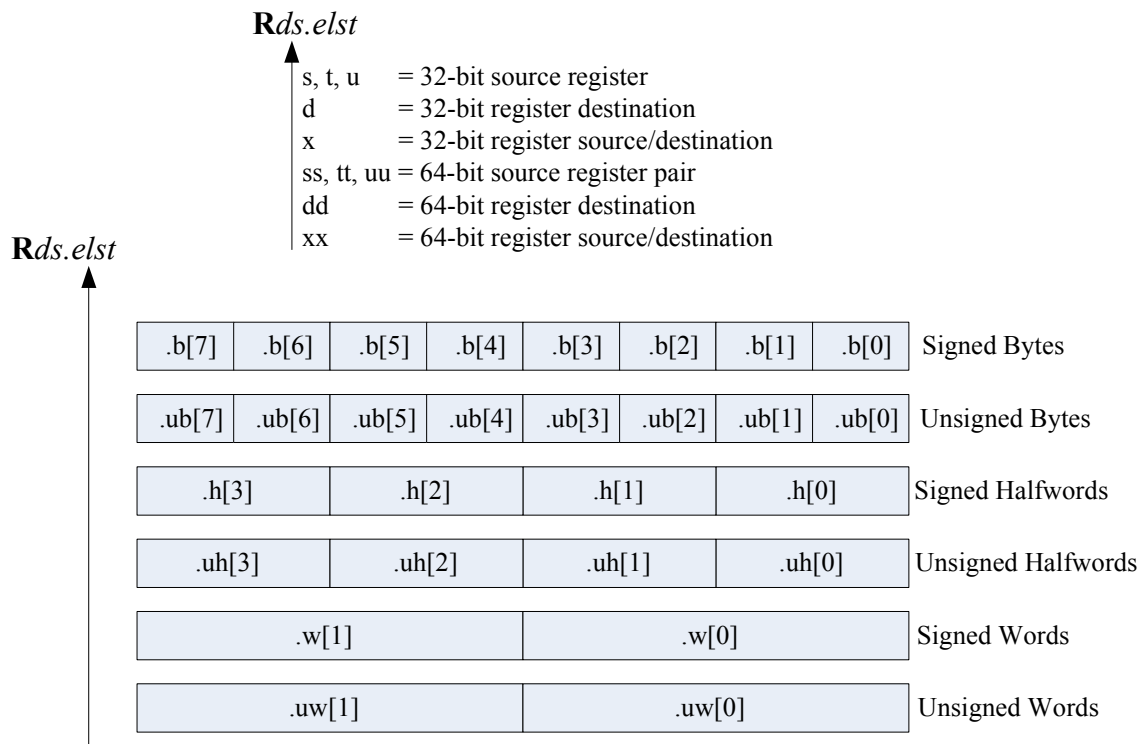 Rds.elst
s, t, u = 32-bit source register
d = 32-bit register destination
x = 32-bit register source/destination
ss, tt, uu = 64-bit source register pair
dd = 64-bit register destination
xx = 64-bit register source/destination
Rds.elst
.b[7] .b[6] .b[5] .b[4] .b[3] .b[2] .b[1] .b[0] Signed Bytes
.ub[7] .ub[6] .ub[5] .ub[4] .ub[3] .ub[2] .ub[1] .ub[0] Unsigned Bytes
.h[3] .h[2] .h[1] .h[0] Signed Halfwords
.uh[3] .uh[2] .uh[1] .uh[0] Unsigned Halfwords
.w[1] .w[0] Signed Words
.uw[1] .uw[0] Unsigned Words